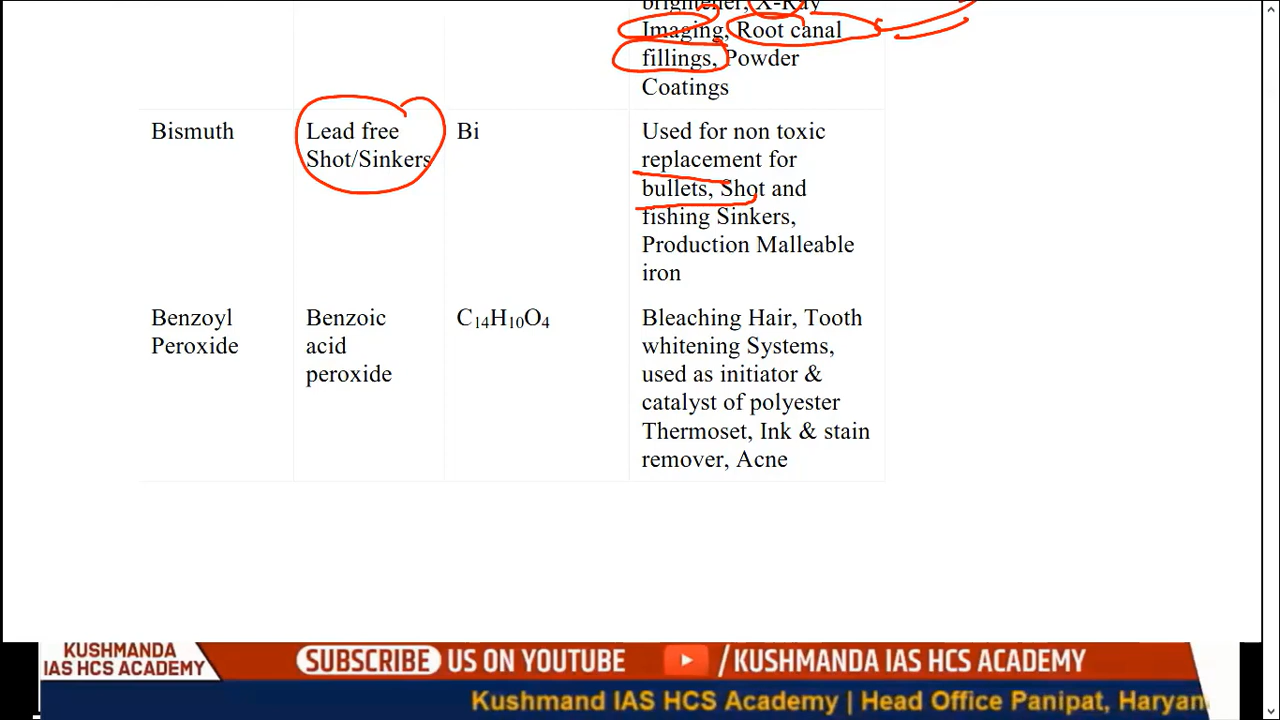 brightener, X-Ray
Imaging, Root canal
fillings, Powder
Coatings
Bismuth
Lead free
Shot/Sinkers
Bi
Used for non toxic
replacement for
bullets, Shot and
fishing Sinkers,
Production Malleable
iron
Benzoyl
Peroxide
Benzoic
acid
peroxide
C₁₄H₁₀O₄
Bleaching Hair, Tooth
whitening Systems,
used as initiator &
catalyst of polyester
Thermoset, Ink & stain
remover, Acne
KUSHMANDA
IAS HCS ACADEMY
SUBSCRIBE US ON YOUTUBE /KUSHMANDA IAS HCS ACADEMY
Kushmand IAS HCS Academy | Head Office Panipat, Haryan